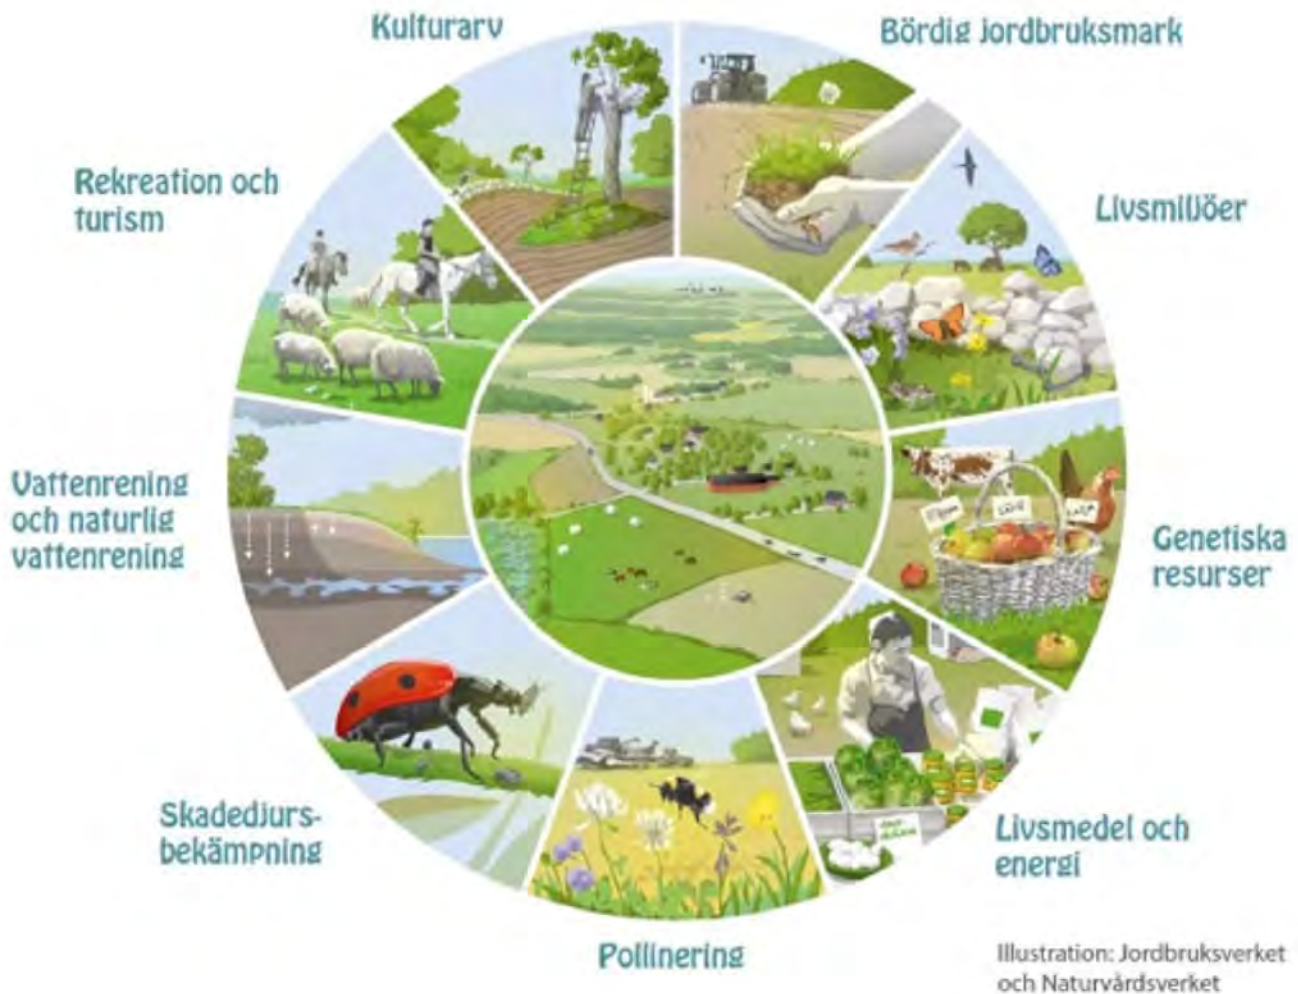 Kulturarv
Bördig jordbruksmark
Rekreation och
turism
Livsmiljöer
Vattenrening
och naturlig
vattenrening
Genetiska
resurser
Skadedjurs-
bekämpning
Livsmedel och
energi
Pollinering
Illustration: Jordbruksverket
och Naturvårdsverket